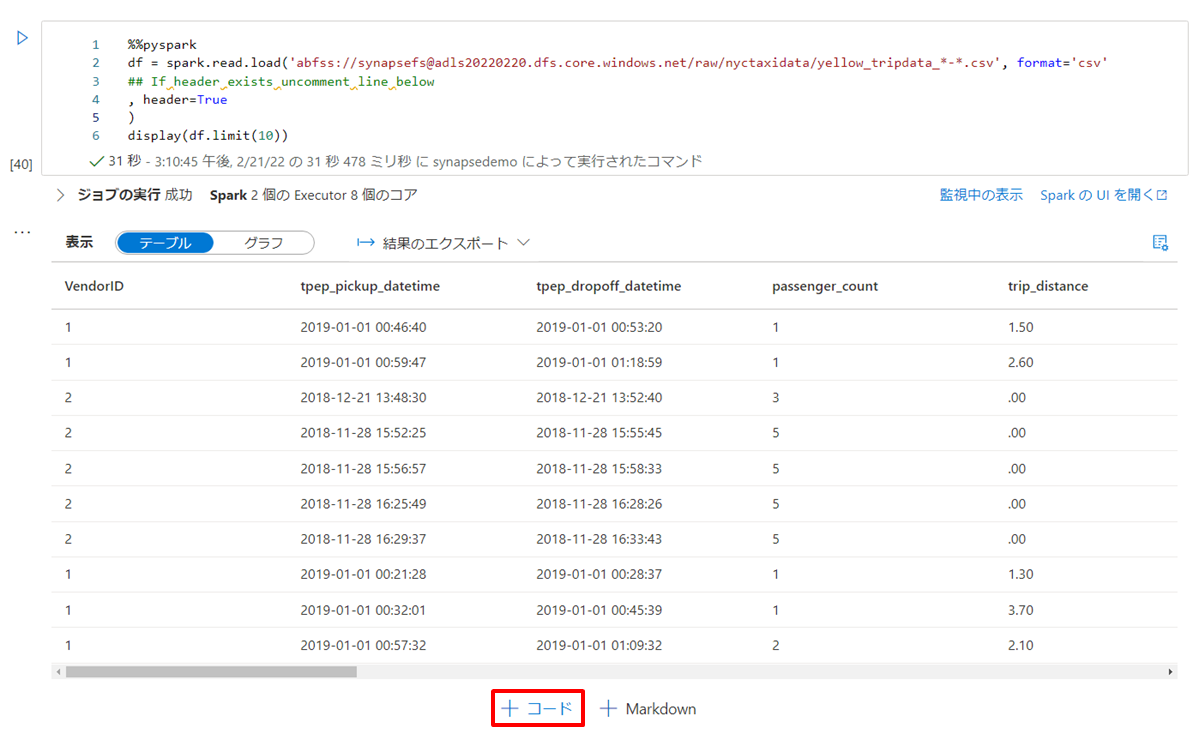 1 %%pyspark
2 df = spark.read.load('abfss://synapsefs@adls20220220.dfs.core.windows.net/raw/nyctaxidata/yellow_tripdata_*-*.csv', format='csv'
3 ## If header exists uncomment line below
4 , header=True
5 )
6 display(df.limit(10))
[40] 31 秒 - 3:10:45 午後, 2/21/22 の 31 秒 478 ミリ秒 に synapsedemo によって実行されたコマンド
ジョブの実行 成功 Spark 2 個の Executor 8 個のコア 監視中の表示 Spark の UI を開く
... 表示 テーブル グラフ 結果のエクスポート
VendorID tpep_pickup_datetime tpep_dropoff_datetime passenger_count trip_distance
1 2019-01-01 00:46:40 2019-01-01 00:53:20 1 1.50
1 2019-01-01 00:59:47 2019-01-01 01:18:59 1 2.60
2 2018-12-21 13:48:30 2018-12-21 13:52:40 3 .00
2 2018-11-28 15:52:25 2018-11-28 15:55:45 5 .00
2 2018-11-28 15:56:57 2018-11-28 15:58:33 5 .00
2 2018-11-28 16:25:49 2018-11-28 16:28:26 5 .00
2 2018-11-28 16:29:37 2018-11-28 16:33:43 5 .00
1 2019-01-01 00:21:28 2019-01-01 00:28:37 1 1.30
1 2019-01-01 00:32:01 2019-01-01 00:45:39 1 3.70
1 2019-01-01 00:57:32 2019-01-01 01:09:32 2 2.10
+ コード + Markdown